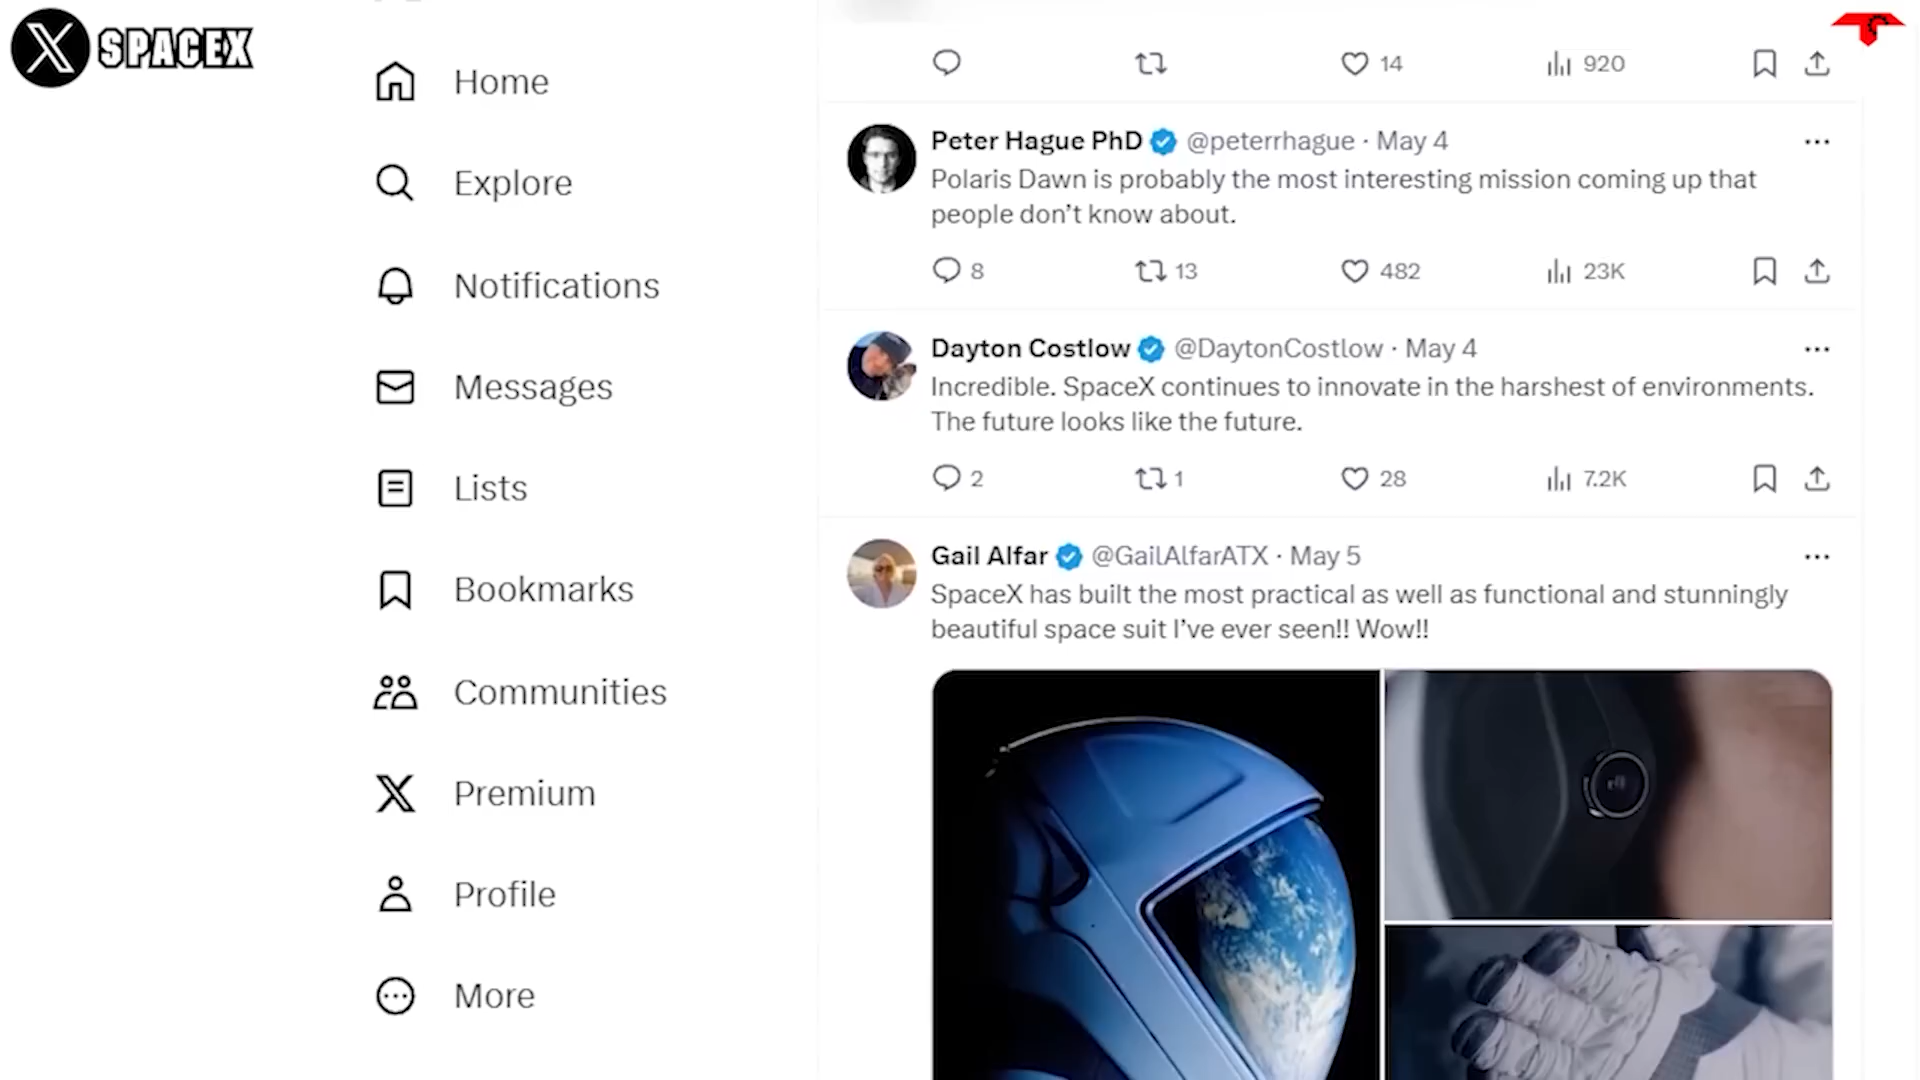 SPACEX
Home
Explore
Notifications
Messages
Lists
Bookmarks
Communities
Premium
Profile
More
14 920
Peter Hague PhD @peterrhague · May 4
Polaris Dawn is probably the most interesting mission coming up that
people don’t know about.
8 13 482 23K
Dayton Costlow @DaytonCostlow · May 4
Incredible. SpaceX continues to innovate in the harshest of environments.
The future looks like the future.
2 1 28 7.2K
Gail Alfar @GailAlfarATX · May 5
SpaceX has built the most practical as well as functional and stunningly
beautiful space suit I’ve ever seen!! Wow!!